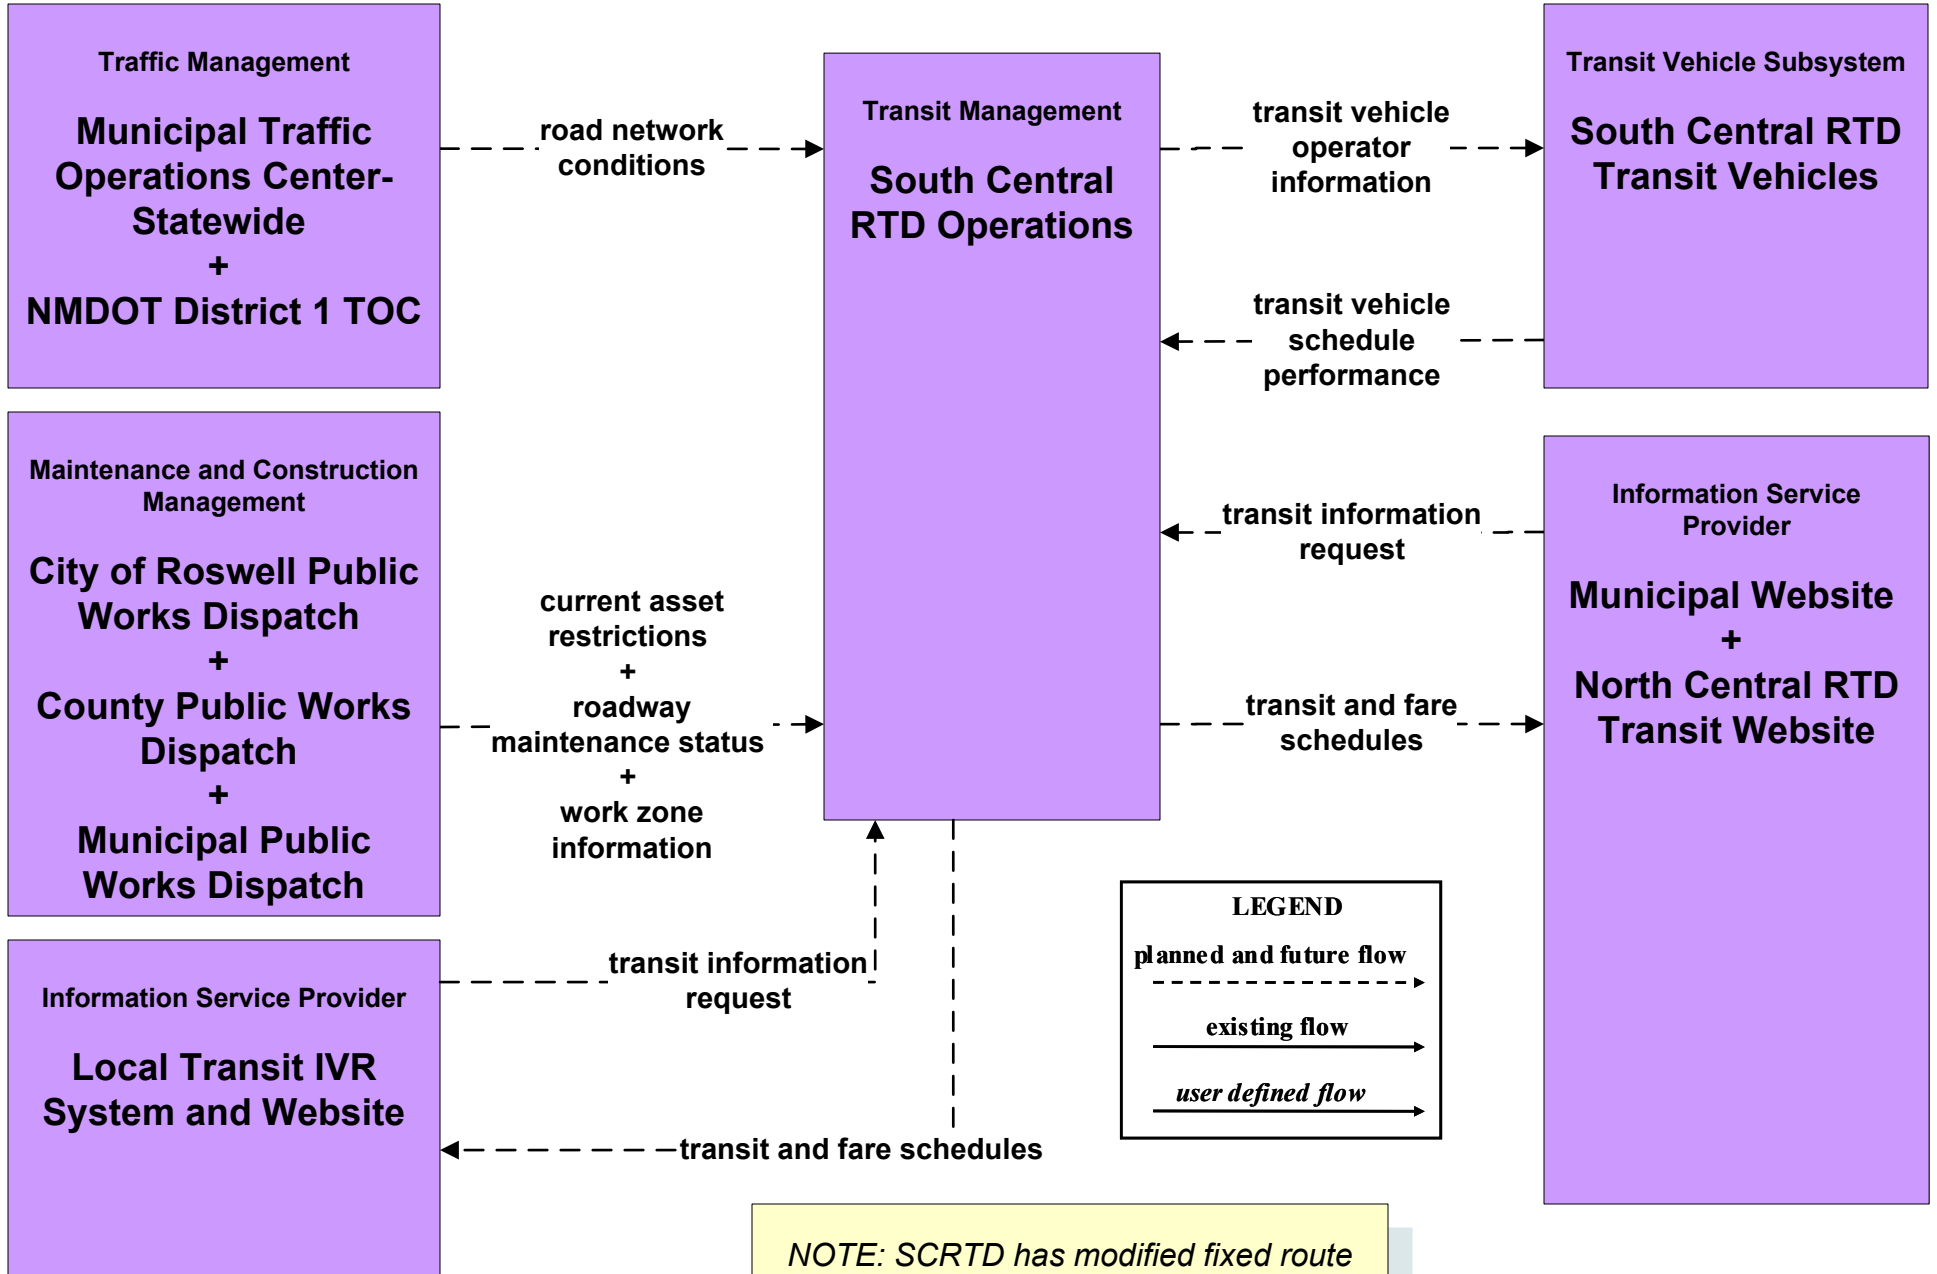 Traffic Management
Municipal Traffic
Operations Center-
Statewide
+
NMDOT District 1 TOC
road network
conditions
Transit Management
South Central
RTD Operations
transit vehicle
operator
information
Transit Vehicle Subsystem
South Central RTD
Transit Vehicles
transit vehicle
schedule
performance
Maintenance and Construction
Management
City of Roswell Public
Works Dispatch
+
County Public Works
Dispatch
+
Municipal Public
Works Dispatch
current asset
restrictions
+
roadway
maintenance status
+
work zone
information
transit information
request
Information Service
Provider
Municipal Website
+
North Central RTD
Transit Website
transit and fare
schedules
Information Service Provider
Local Transit IVR
System and Website
transit information
request
transit and fare schedules
LEGEND
planned and future flow
existing flow
user defined flow
NOTE: SCRTD has modified fixed route